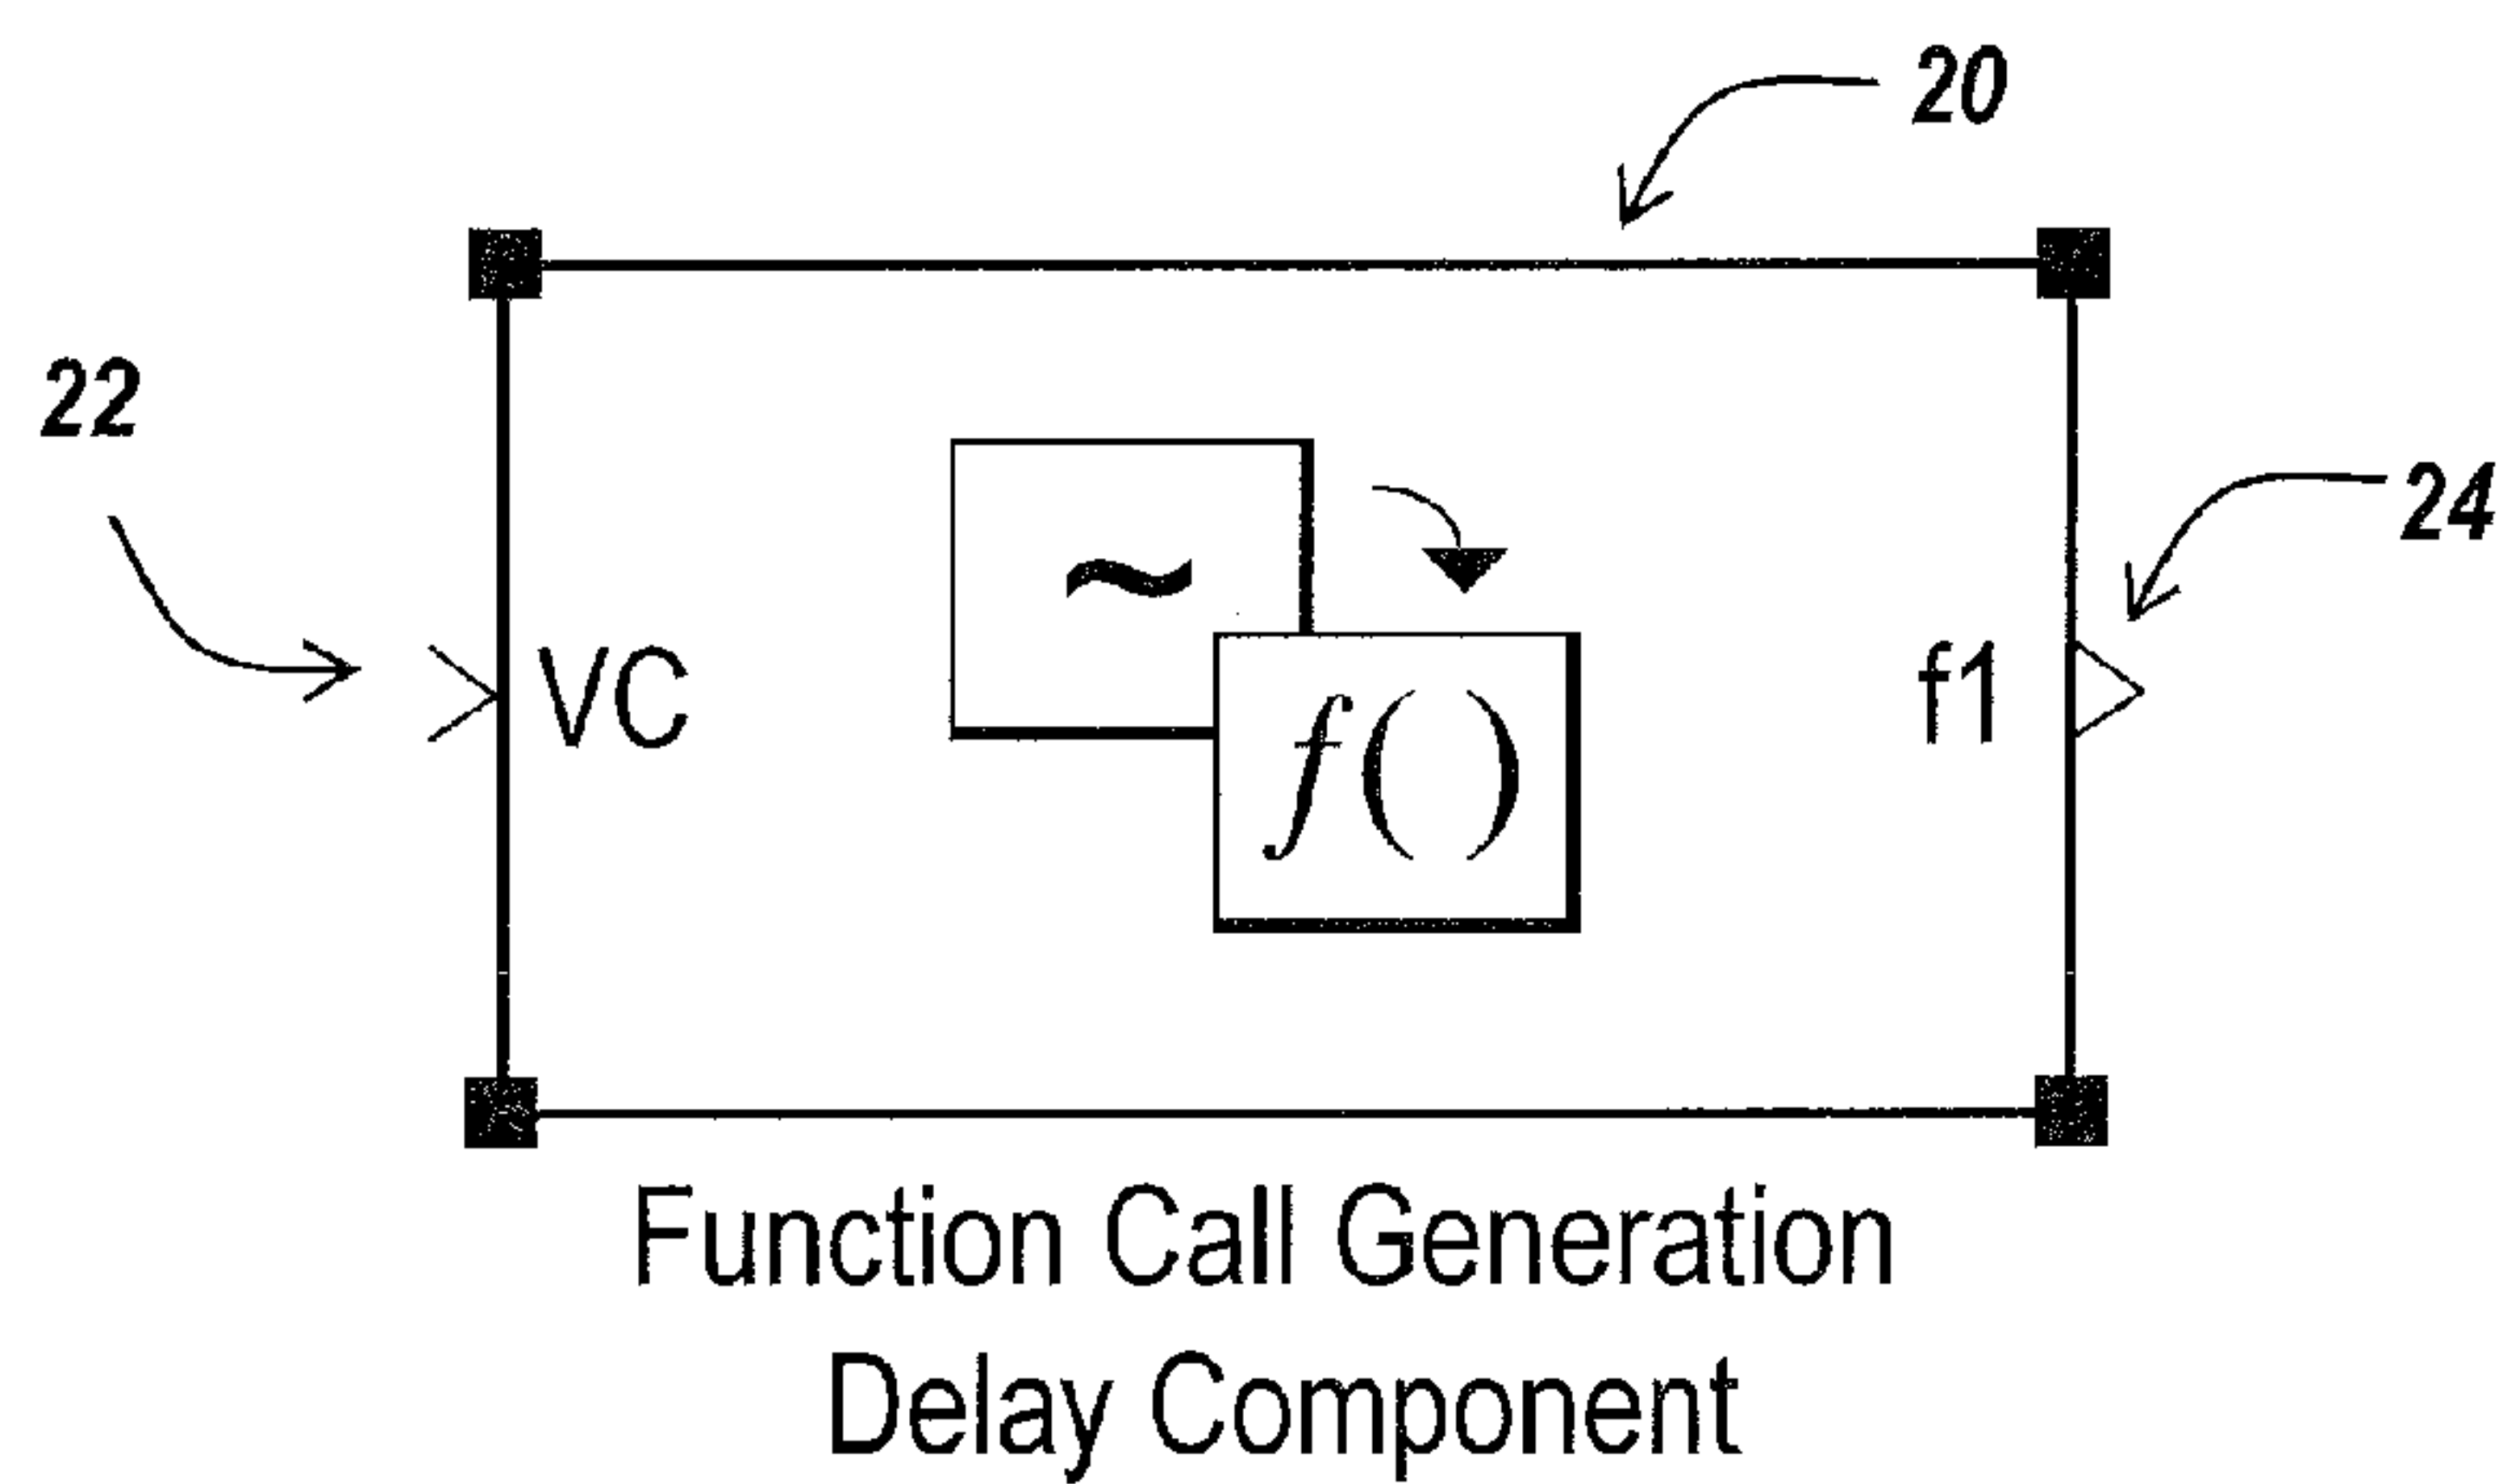 20
22
24
~
VC
f1
f( )
Function Call Generation
Delay Component